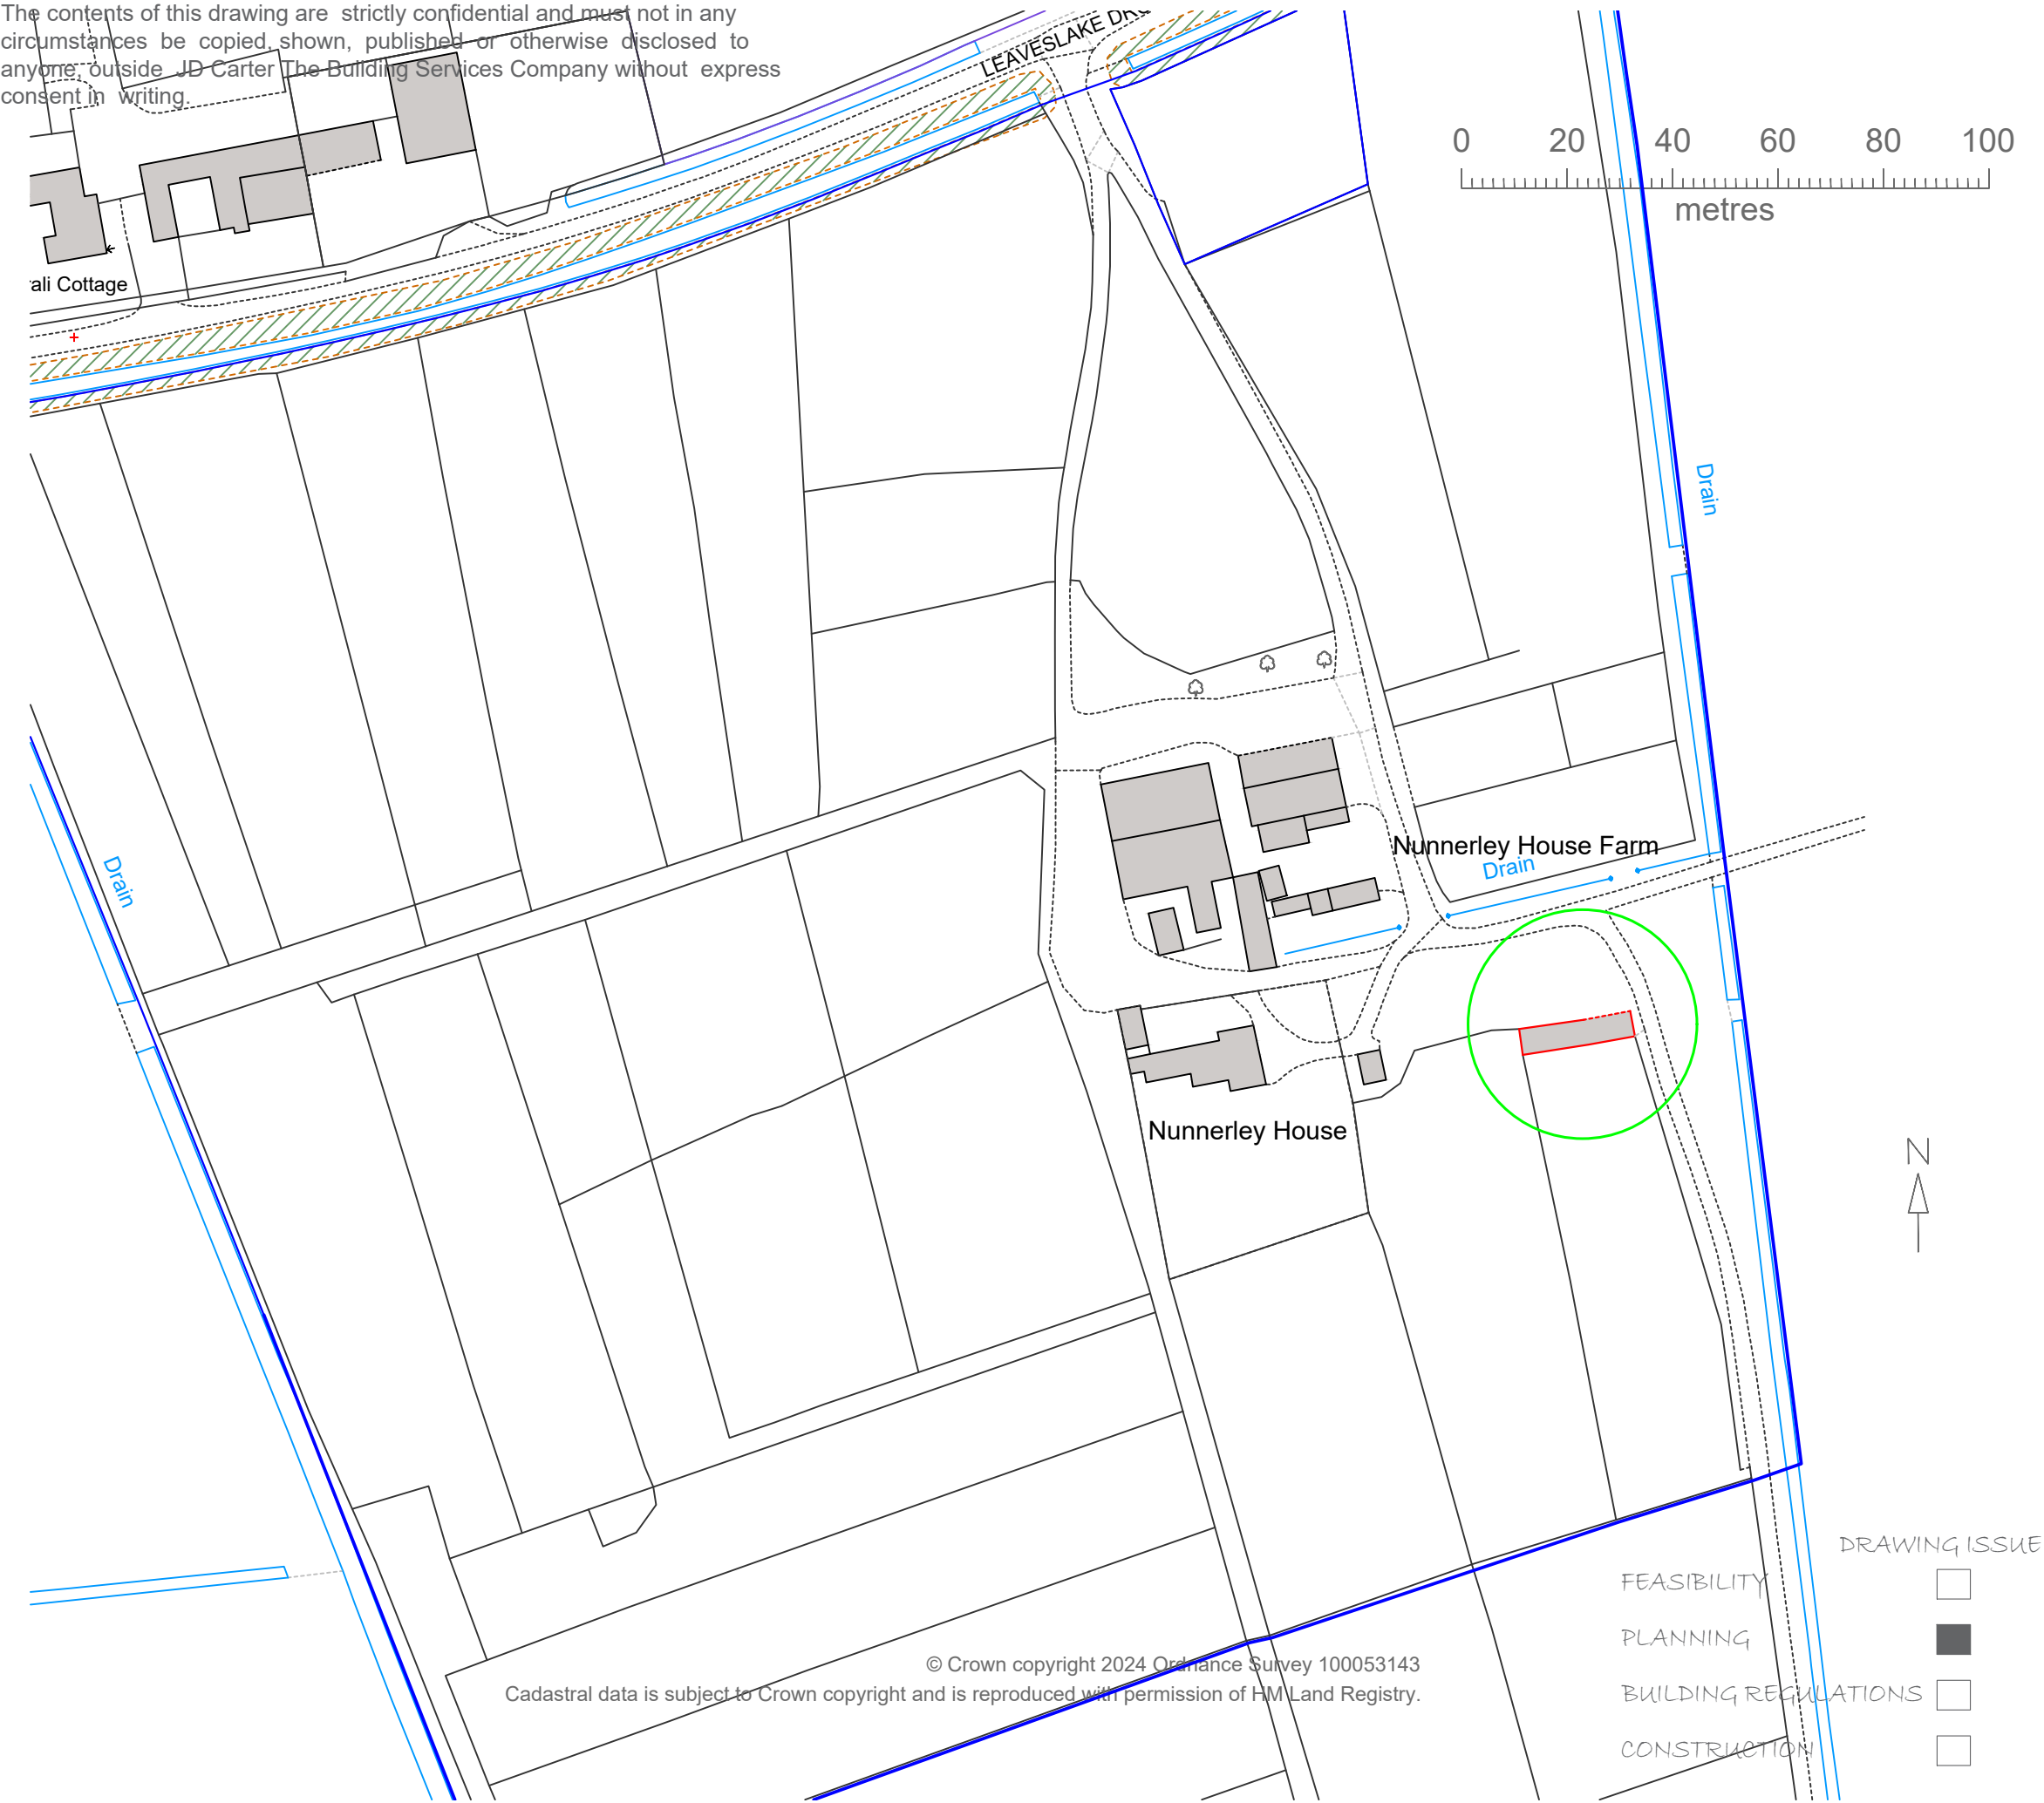 The contents of this drawing are strictly confidential and must not in any
circumstances be copied, shown, published or otherwise disclosed to
anyone, outside JD Carter The Building Services Company without express
consent in writing.
LEAVESLAKE
0 20 40 60 80 100
metres
Cottage
Drain
Drain
Nunnerley House Farm
Drain
Nunnerley House
N
DRAWING ISSUE
FEASIBILITY
PLANNING
BUILDING REGULATIONS
CONSTRUCTION
© Crown copyright 2024 Ordnance Survey 100053143
Cadastral data is subject to Crown copyright and is reproduced with permission of HM Land Registry.